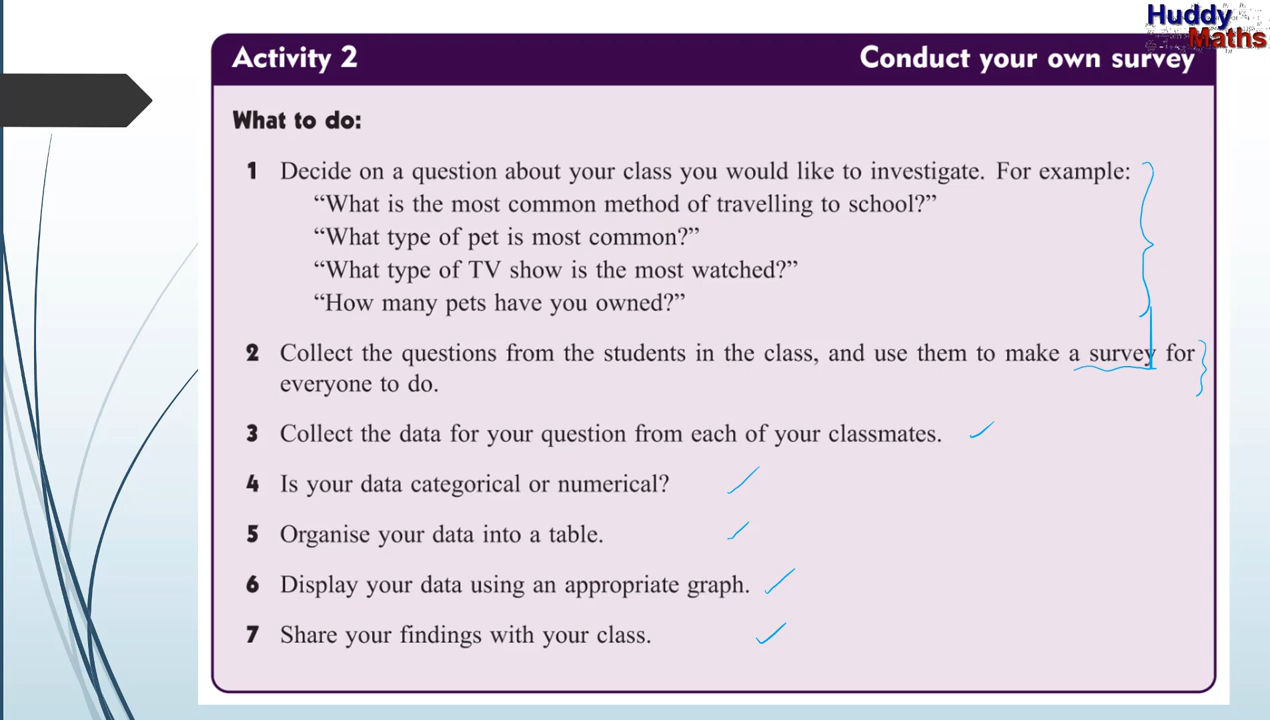 Huddy
Maths
Activity 2
Conduct your own survey
What to do:
1 Decide on a question about your class you would like to investigate. For example:
“What is the most common method of travelling to school?”
“What type of pet is most common?”
“What type of TV show is the most watched?”
“How many pets have you owned?”
2 Collect the questions from the students in the class, and use them to make a survey for
everyone to do.
3 Collect the data for your question from each of your classmates.
4 Is your data categorical or numerical?
5 Organise your data into a table.
6 Display your data using an appropriate graph.
7 Share your findings with your class.